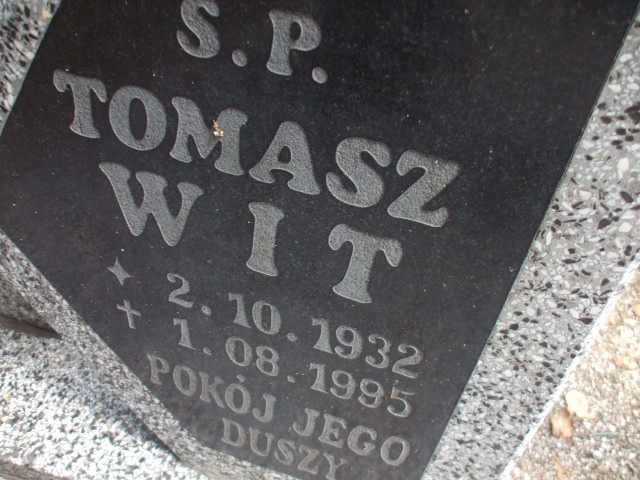 S.P.
TOMASZ
WIT
2.10.1932
1.08.1995
POKÓJ JEGO
DUSZY